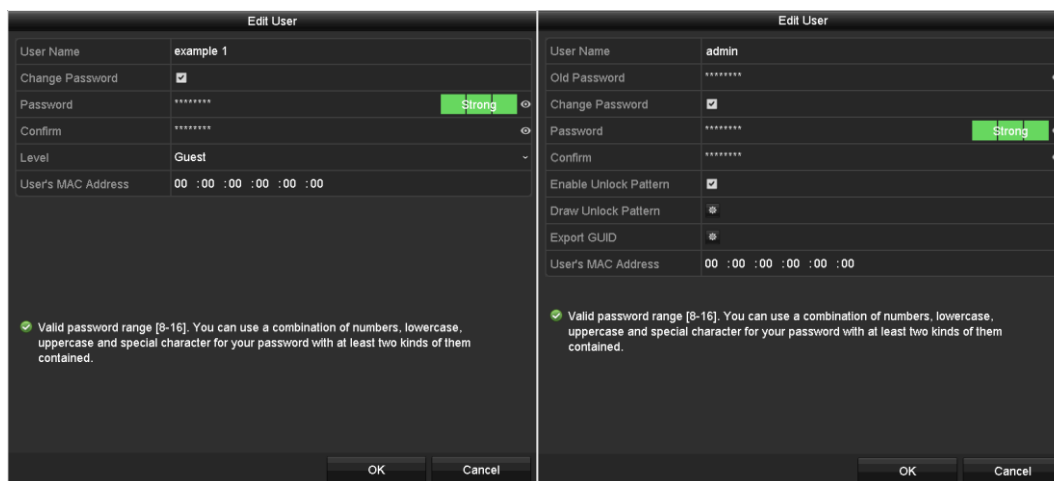 Edit User
User Name example 1
Change Password
Password ******** Strong
Confirm ********
Level Guest
User's MAC Address 00 :00 :00 :00 :00 :00
Valid password range [8-16]. You can use a combination of numbers, lowercase,
uppercase and special character for your password with at least two kinds of them
contained.
OK Cancel
Edit User
User Name admin
Old Password ********
Change Password
Password ******** Strong
Confirm ********
Enable Unlock Pattern
Draw Unlock Pattern
Export GUID
User's MAC Address 00 :00 :00 :00 :00 :00
Valid password range [8-16]. You can use a combination of numbers, lowercase,
uppercase and special character for your password with at least two kinds of them
contained.
OK Cancel